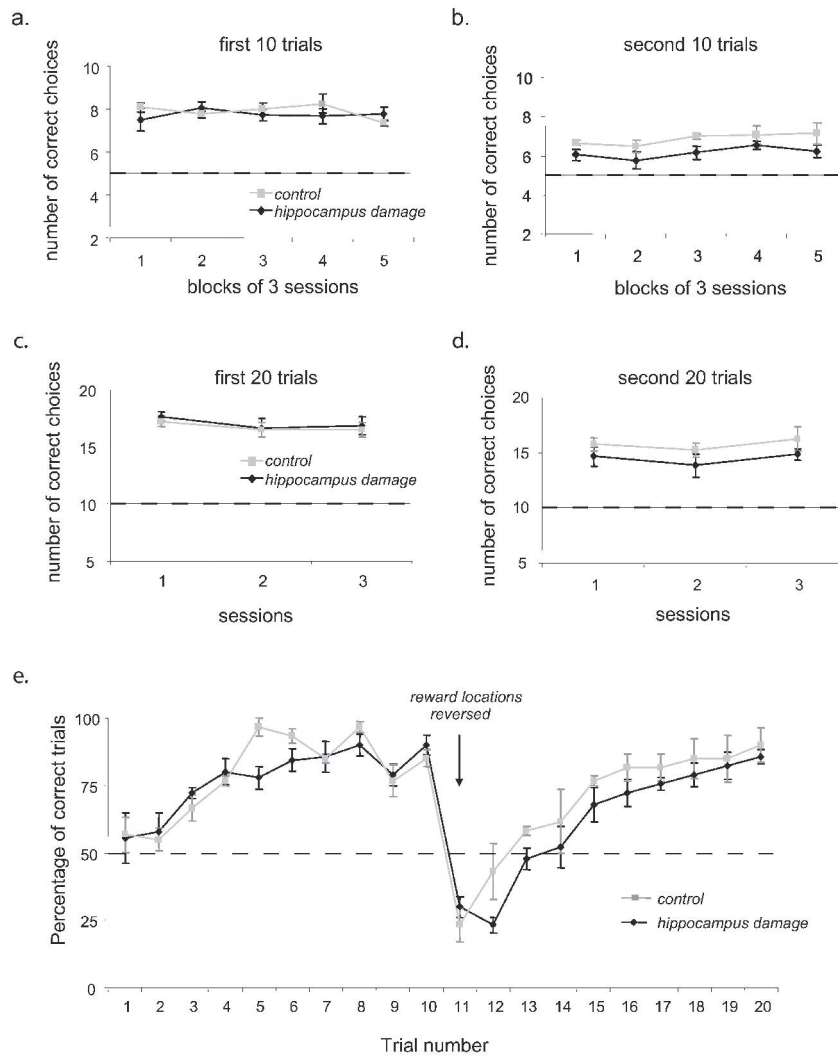 a.
first 10 trials
number of correct choices
10
8
6
4
2
control
hippocampus damage
1 2 3 4 5
blocks of 3 sessions
b.
second 10 trials
number of correct choices
10
8
6
4
2
1 2 3 4 5
blocks of 3 sessions
c.
first 20 trials
number of correct choices
20
15
10
5
control
hippocampus damage
1 2 3
sessions
d.
second 20 trials
number of correct choices
20
15
10
5
1 2 3
sessions
e.
reward locations
reversed
Percentage of correct trials
100
75
50
25
0
control
hippocampus damage
1 2 3 4 5 6 7 8 9 10 11 12 13 14 15 16 17 18 19 20
Trial number